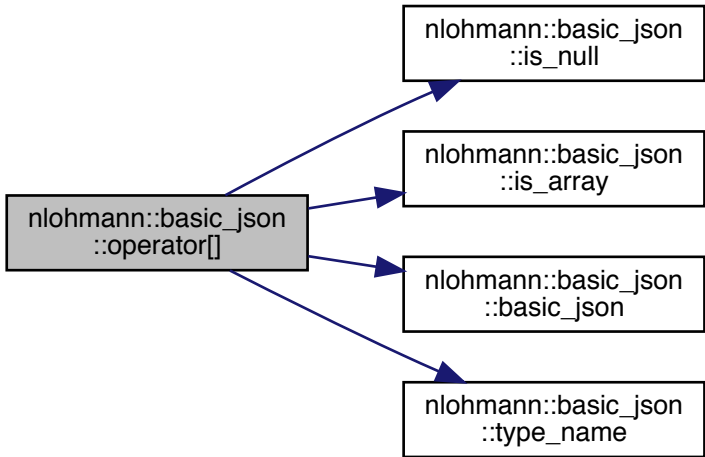 nlohmann::basic_json
::operator[]
nlohmann::basic_json
::is_null
nlohmann::basic_json
::is_array
nlohmann::basic_json
::basic_json
nlohmann::basic_json
::type_name